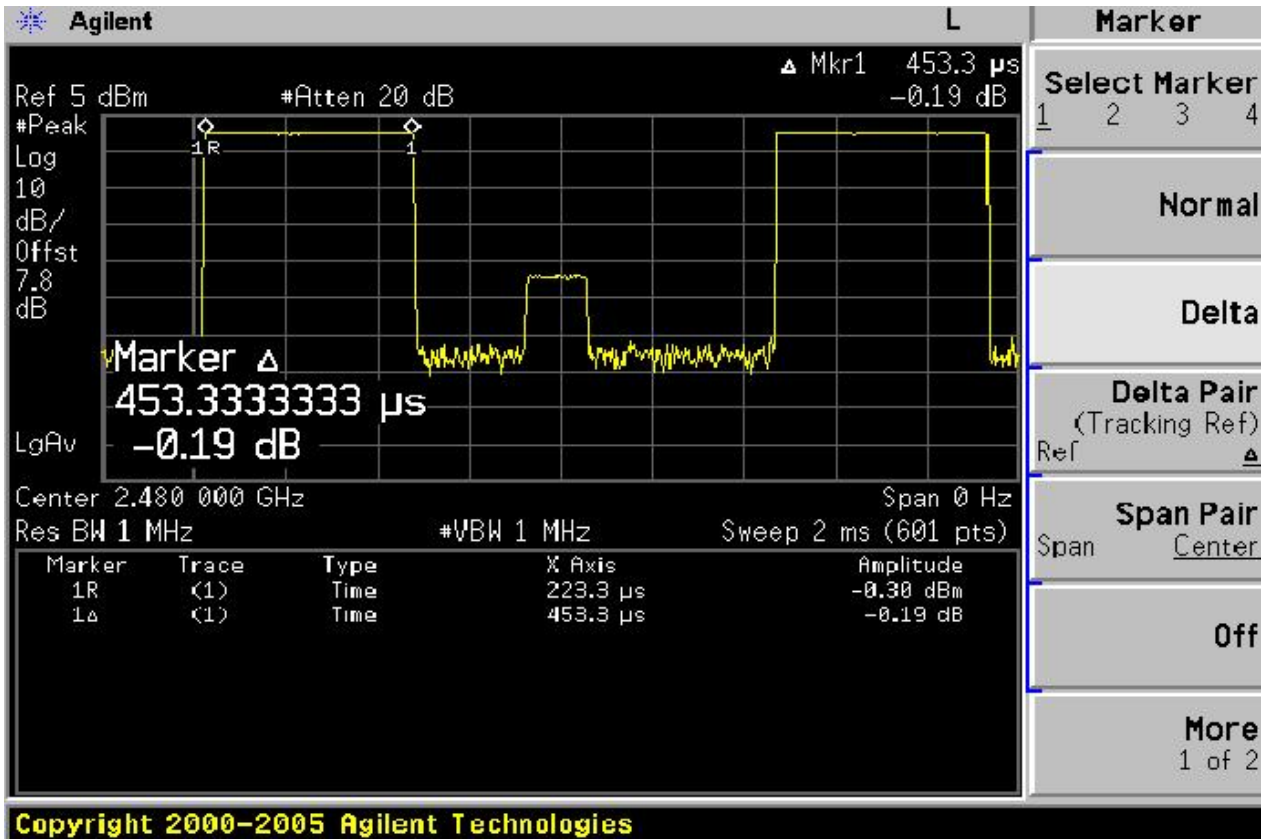 Agilent L Marker
Δ Mkr1 453.3 µs
Ref 5 dBm #Atten 20 dB -0.19 dB
#Peak
Log
10
dB/
Offst
7.8
dB
1R 1
Marker Δ
453.3333333 µs
-0.19 dB
LgAv
Center 2.480 000 GHz Span 0 Hz
Res BW 1 MHz #VBW 1 MHz Sweep 2 ms (601 pts)
Marker Trace Type X Axis Amplitude
1R (1) Time 223.3 µs -0.30 dBm
1Δ (1) Time 453.3 µs -0.19 dB
Select Marker
1 2 3 4
Normal
Delta
Delta Pair
(Tracking Ref)
Ref Δ
Span Pair
Span Center
Off
More
1 of 2
Copyright 2000-2005 Agilent Technologies